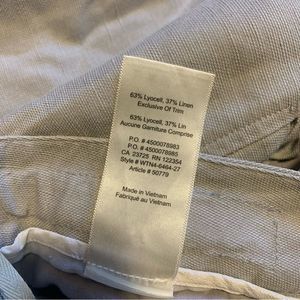 63% Lyocell, 37% Linen
Exclusive Of Trim
63% Lyocell, 37% Lin
Aucune Garniture Comprise
P.O. # 4500078983
P.O. # 4500078985
CA 23725 RN 122354
Style # WTN4-6464-27
Article # 50779
Made in Vietnam
Fabriqué au Vietnam